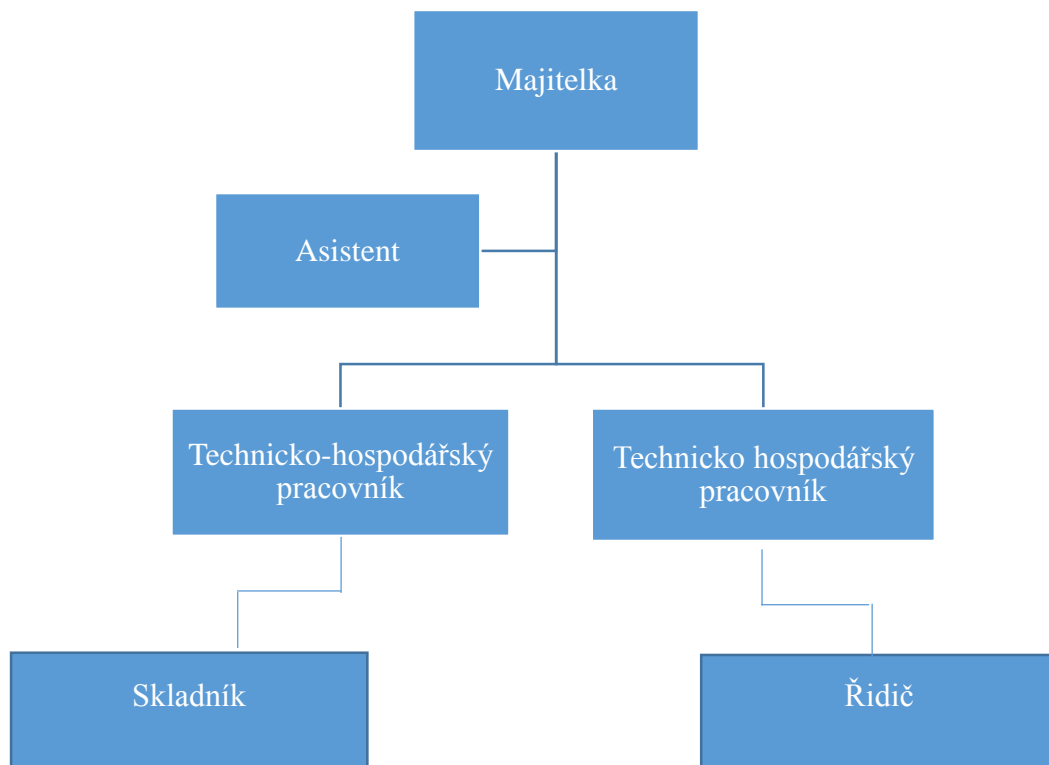 Majitelka
Asistent
Technicko-hospodářský
pracovník
Technicko hospodářský
pracovník
Skladník
Řidič